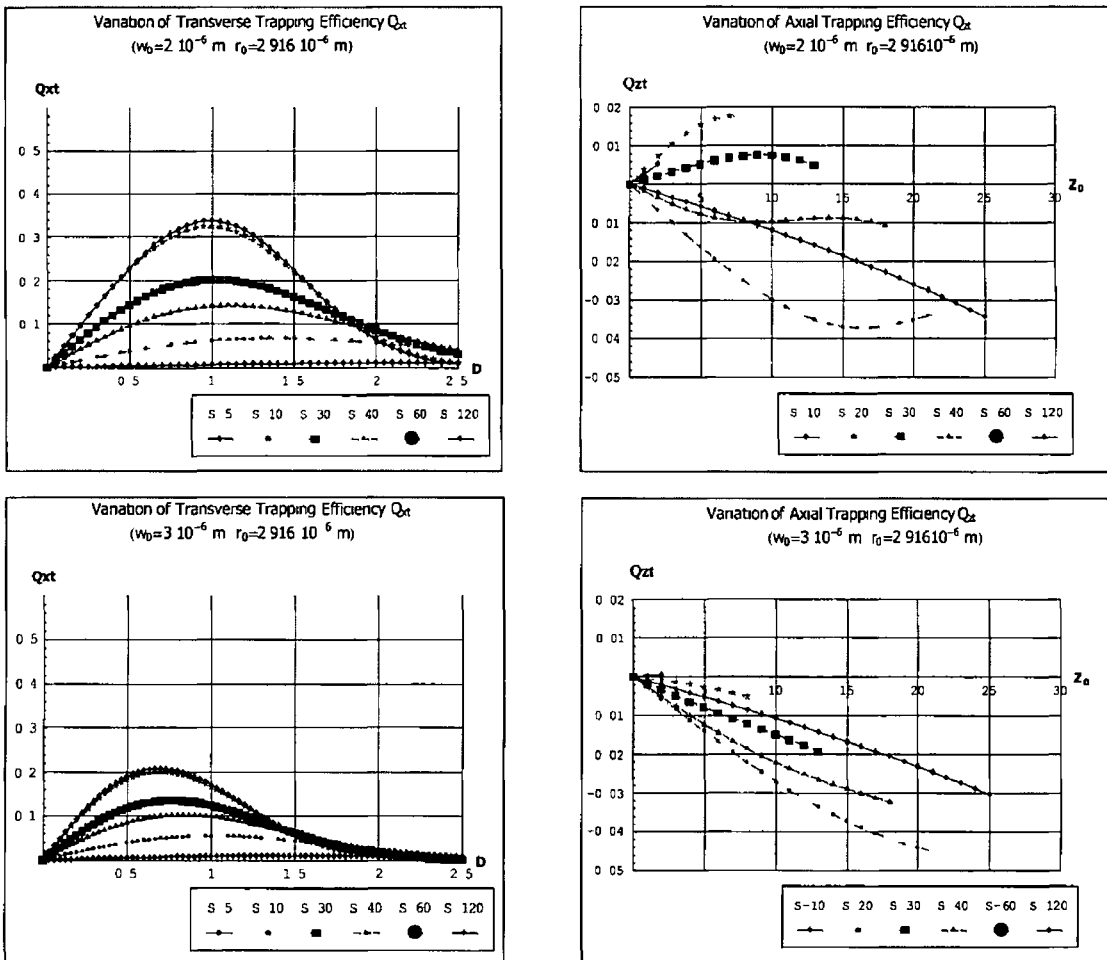 Variation of Transverse Trapping Efficiency Qxt
(w0=2 10-6 m r0=2 916 10-6 m)
Qxt
0 5
0 4
0 3
0 2
0 1
0 5 1 1 5 2 2 5
D
S 5 S 10 S 30 S 40 S 60 S 120
Variation of Axial Trapping Efficiency Qzt
(w0=2 10-6 m r0=2 91610-6 m)
Qzt
0 02
0 01
Z0
5 10 15 20 25 30
0 01
0 02
-0 03
0 04
-0 05
S 10 S 20 S 30 S 40 S 60 S 120
Variation of Transverse Trapping Efficiency Qxt
(w0=3 10-6 m r0=2 916 10-6 m)
Qxt
0 5
0 4
0 3
0 2
0 1
0 5 1 1 5 2 2 5
D
S 5 S 10 S 30 S 40 S 60 S 120
Variation of Axial Trapping Efficiency Qzt
(w0=3 10-6 m r0=2 91610-6 m)
Qzt
0 02
0 01
Z0
5 10 15 20 25 30
0 01
0 02
-0 03
-0 04
0 05
S-10 S 20 S 30 S 40 S-60 S 120